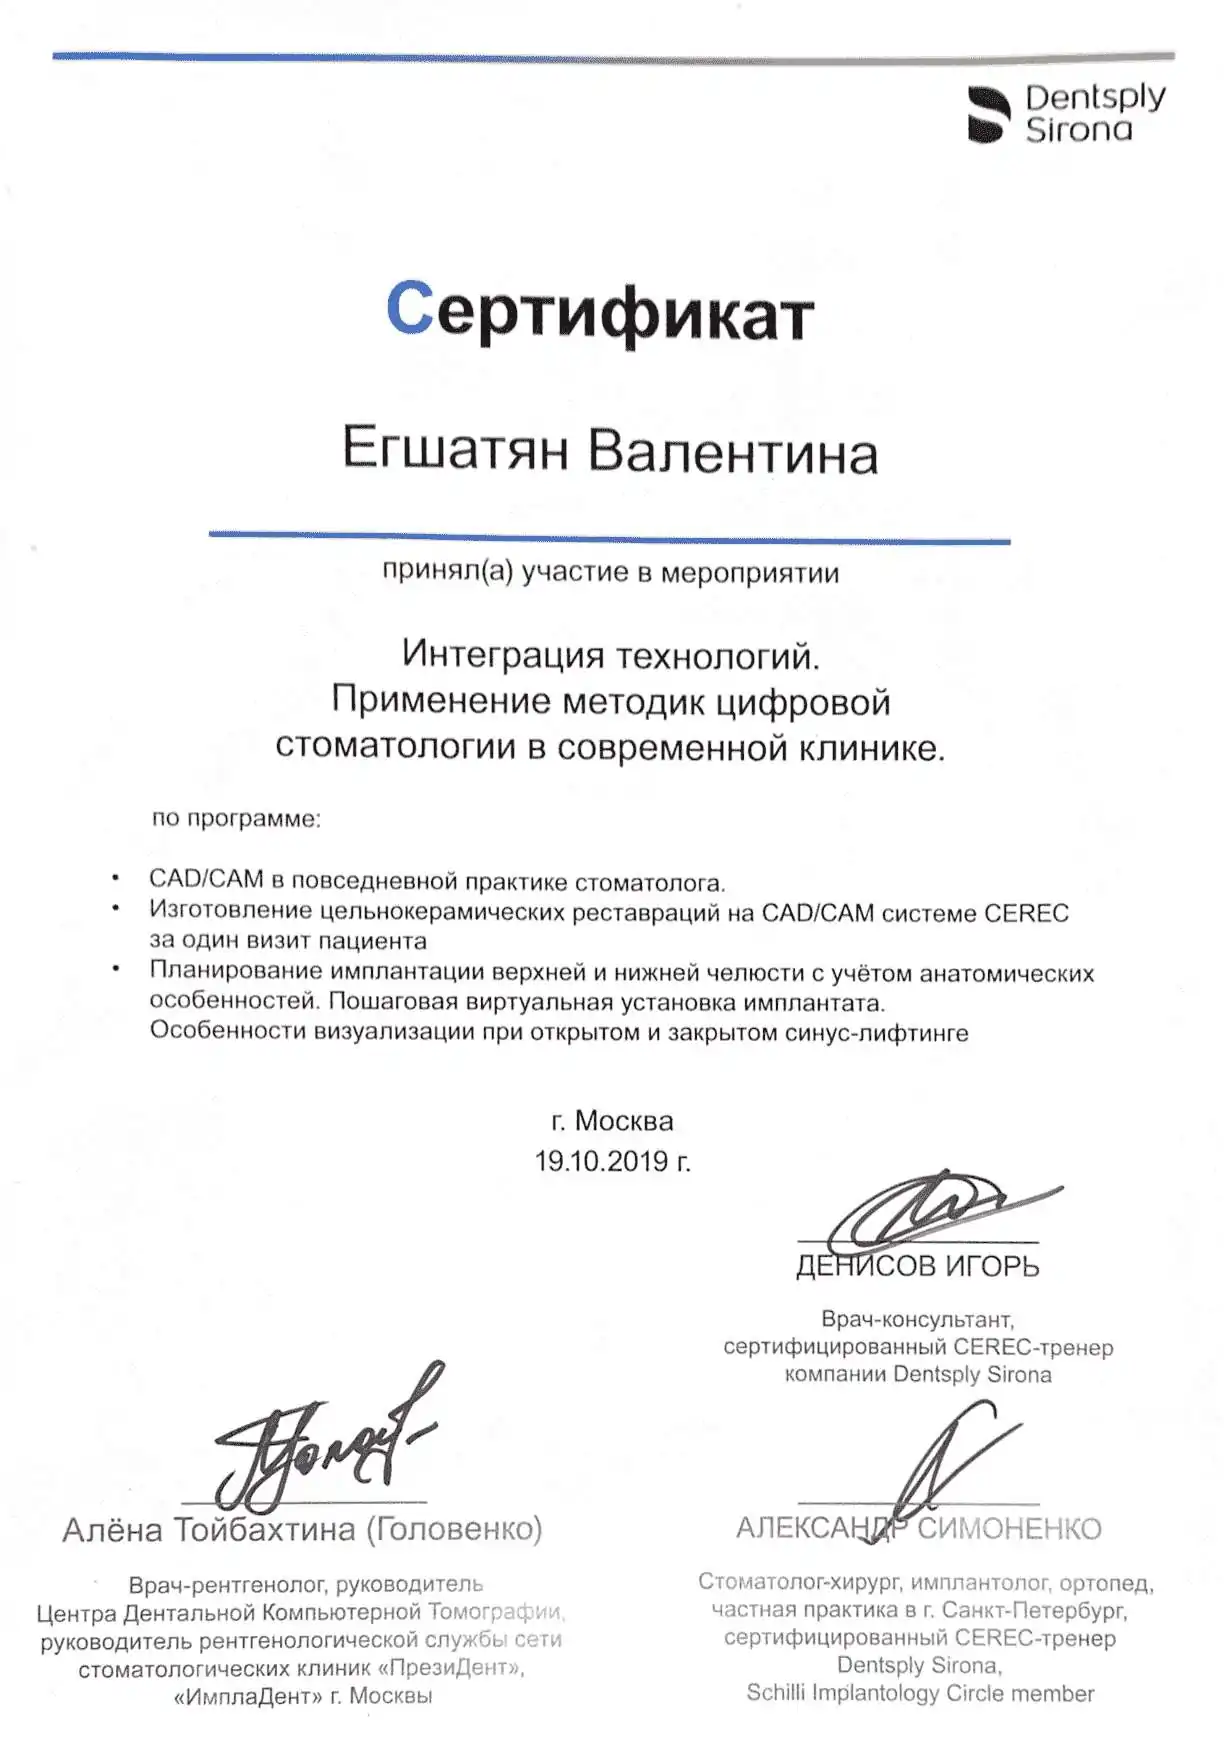 Dentsply
Sirona
Сертификат
Егшатян Валентина
принял(а) участие в мероприятии
Интеграция технологий.
Применение методик цифровой
стоматологии в современной клинике.
по программе:
• CAD/CAM в повседневной практике стоматолога.
• Изготовление цельнокерамических реставраций на CAD/CAM системе CEREC
за один визит пациента
• Планирование имплантации верхней и нижней челюсти с учётом анатомических
особенностей. Пошаговая виртуальная установка имплантата.
Особенности визуализации при открытом и закрытом синус-лифтинге
г. Москва
19.10.2019 г.
ДЕНИСОВ ИГОРЬ
Врач-консультант,
сертифицированный CEREC-тренер
компании Dentsply Sirona
Алёна Тойбахтина (Головенко)
Врач-рентгенолог, руководитель
Центра Дентальной Компьютерной Томографии,
руководитель рентгенологической службы сети
стоматологических клиник «ПрезиДент»,
«ИмплаДент» г. Москвы
АЛЕКСАНДР СИМОНЕНКО
Стоматолог-хирург, имплантолог, ортопед,
частная практика в г. Санкт-Петербург,
сертифицированный CEREC-тренер
Dentsply Sirona,
Schilli Implantology Circle member